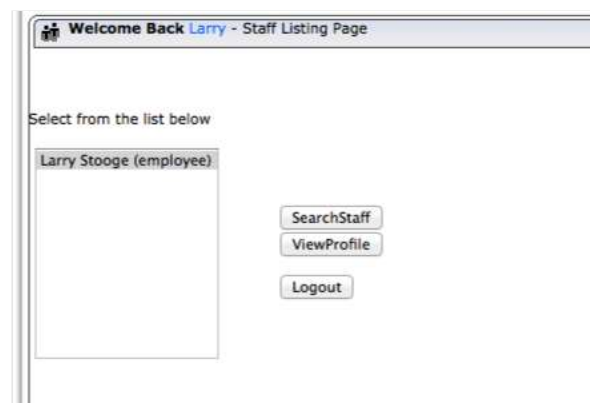 Welcome Back Larry - Staff Listing Page
Select from the list below
Larry Stooge (employee)
SearchStaff
ViewProfile
Logout